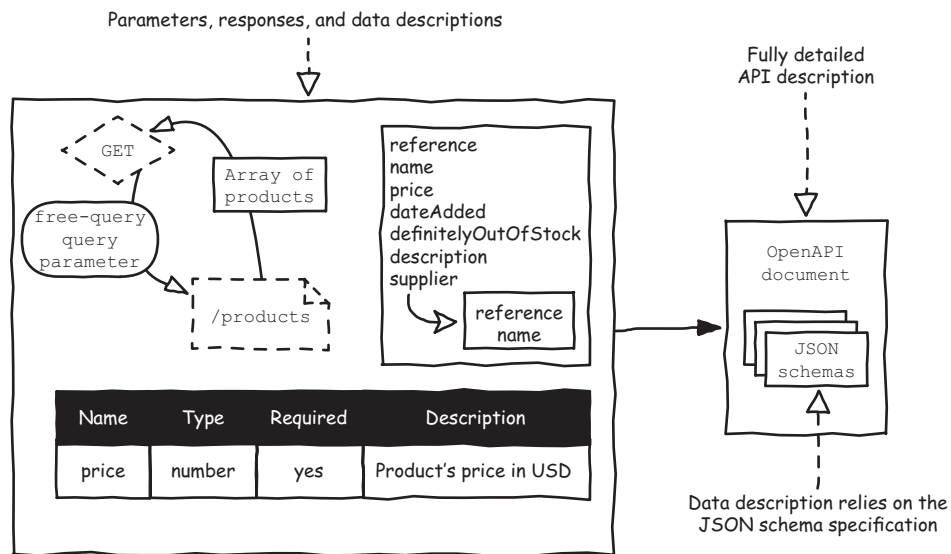 Parameters, responses, and data descriptions
Fully detailed
API description
GET
Array of
products
free-query
query
parameter
/products
reference
name
price
dateAdded
definitelyOutOfStock
description
supplier
reference
name
OpenAPI
document
JSON
schemas
Name Type Required Description
price number yes Product's price in USD
Data description relies on the
JSON schema specification